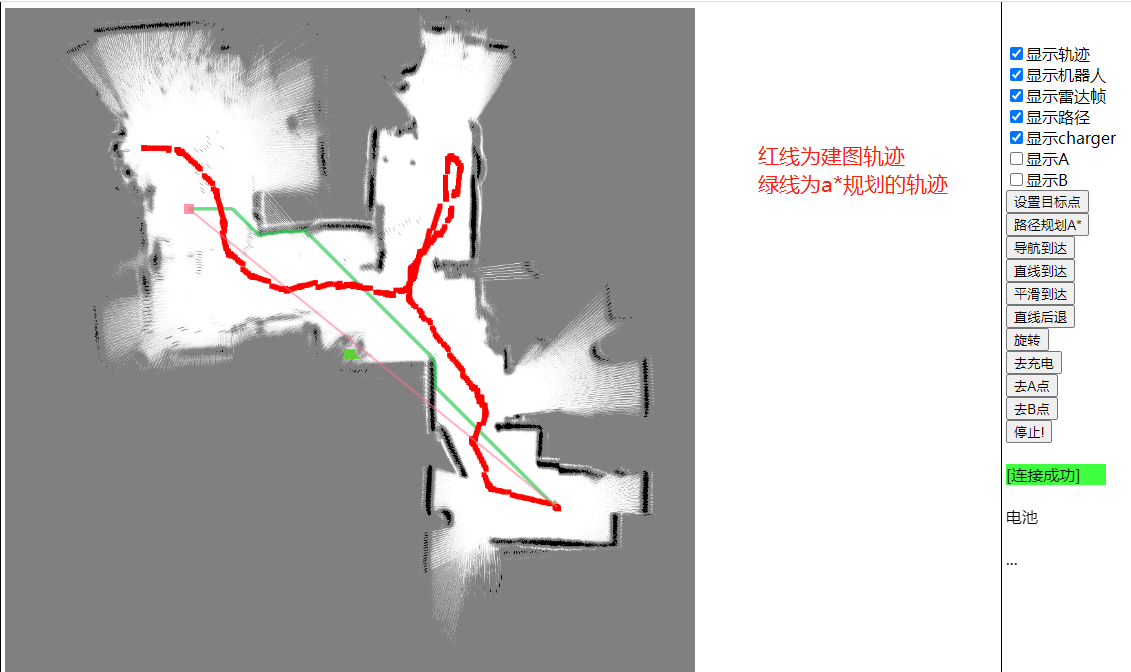 红线为建图轨迹
绿线为a*规划的轨迹
显示轨迹
显示机器人
显示雷达帧
显示路径
显示charger
显示A
显示B
设置目标点
路径规划A*
导航到达
直线到达
平滑到达
直线后退
旋转
去充电
去A点
去B点
停止!
[连接成功]
电池
...